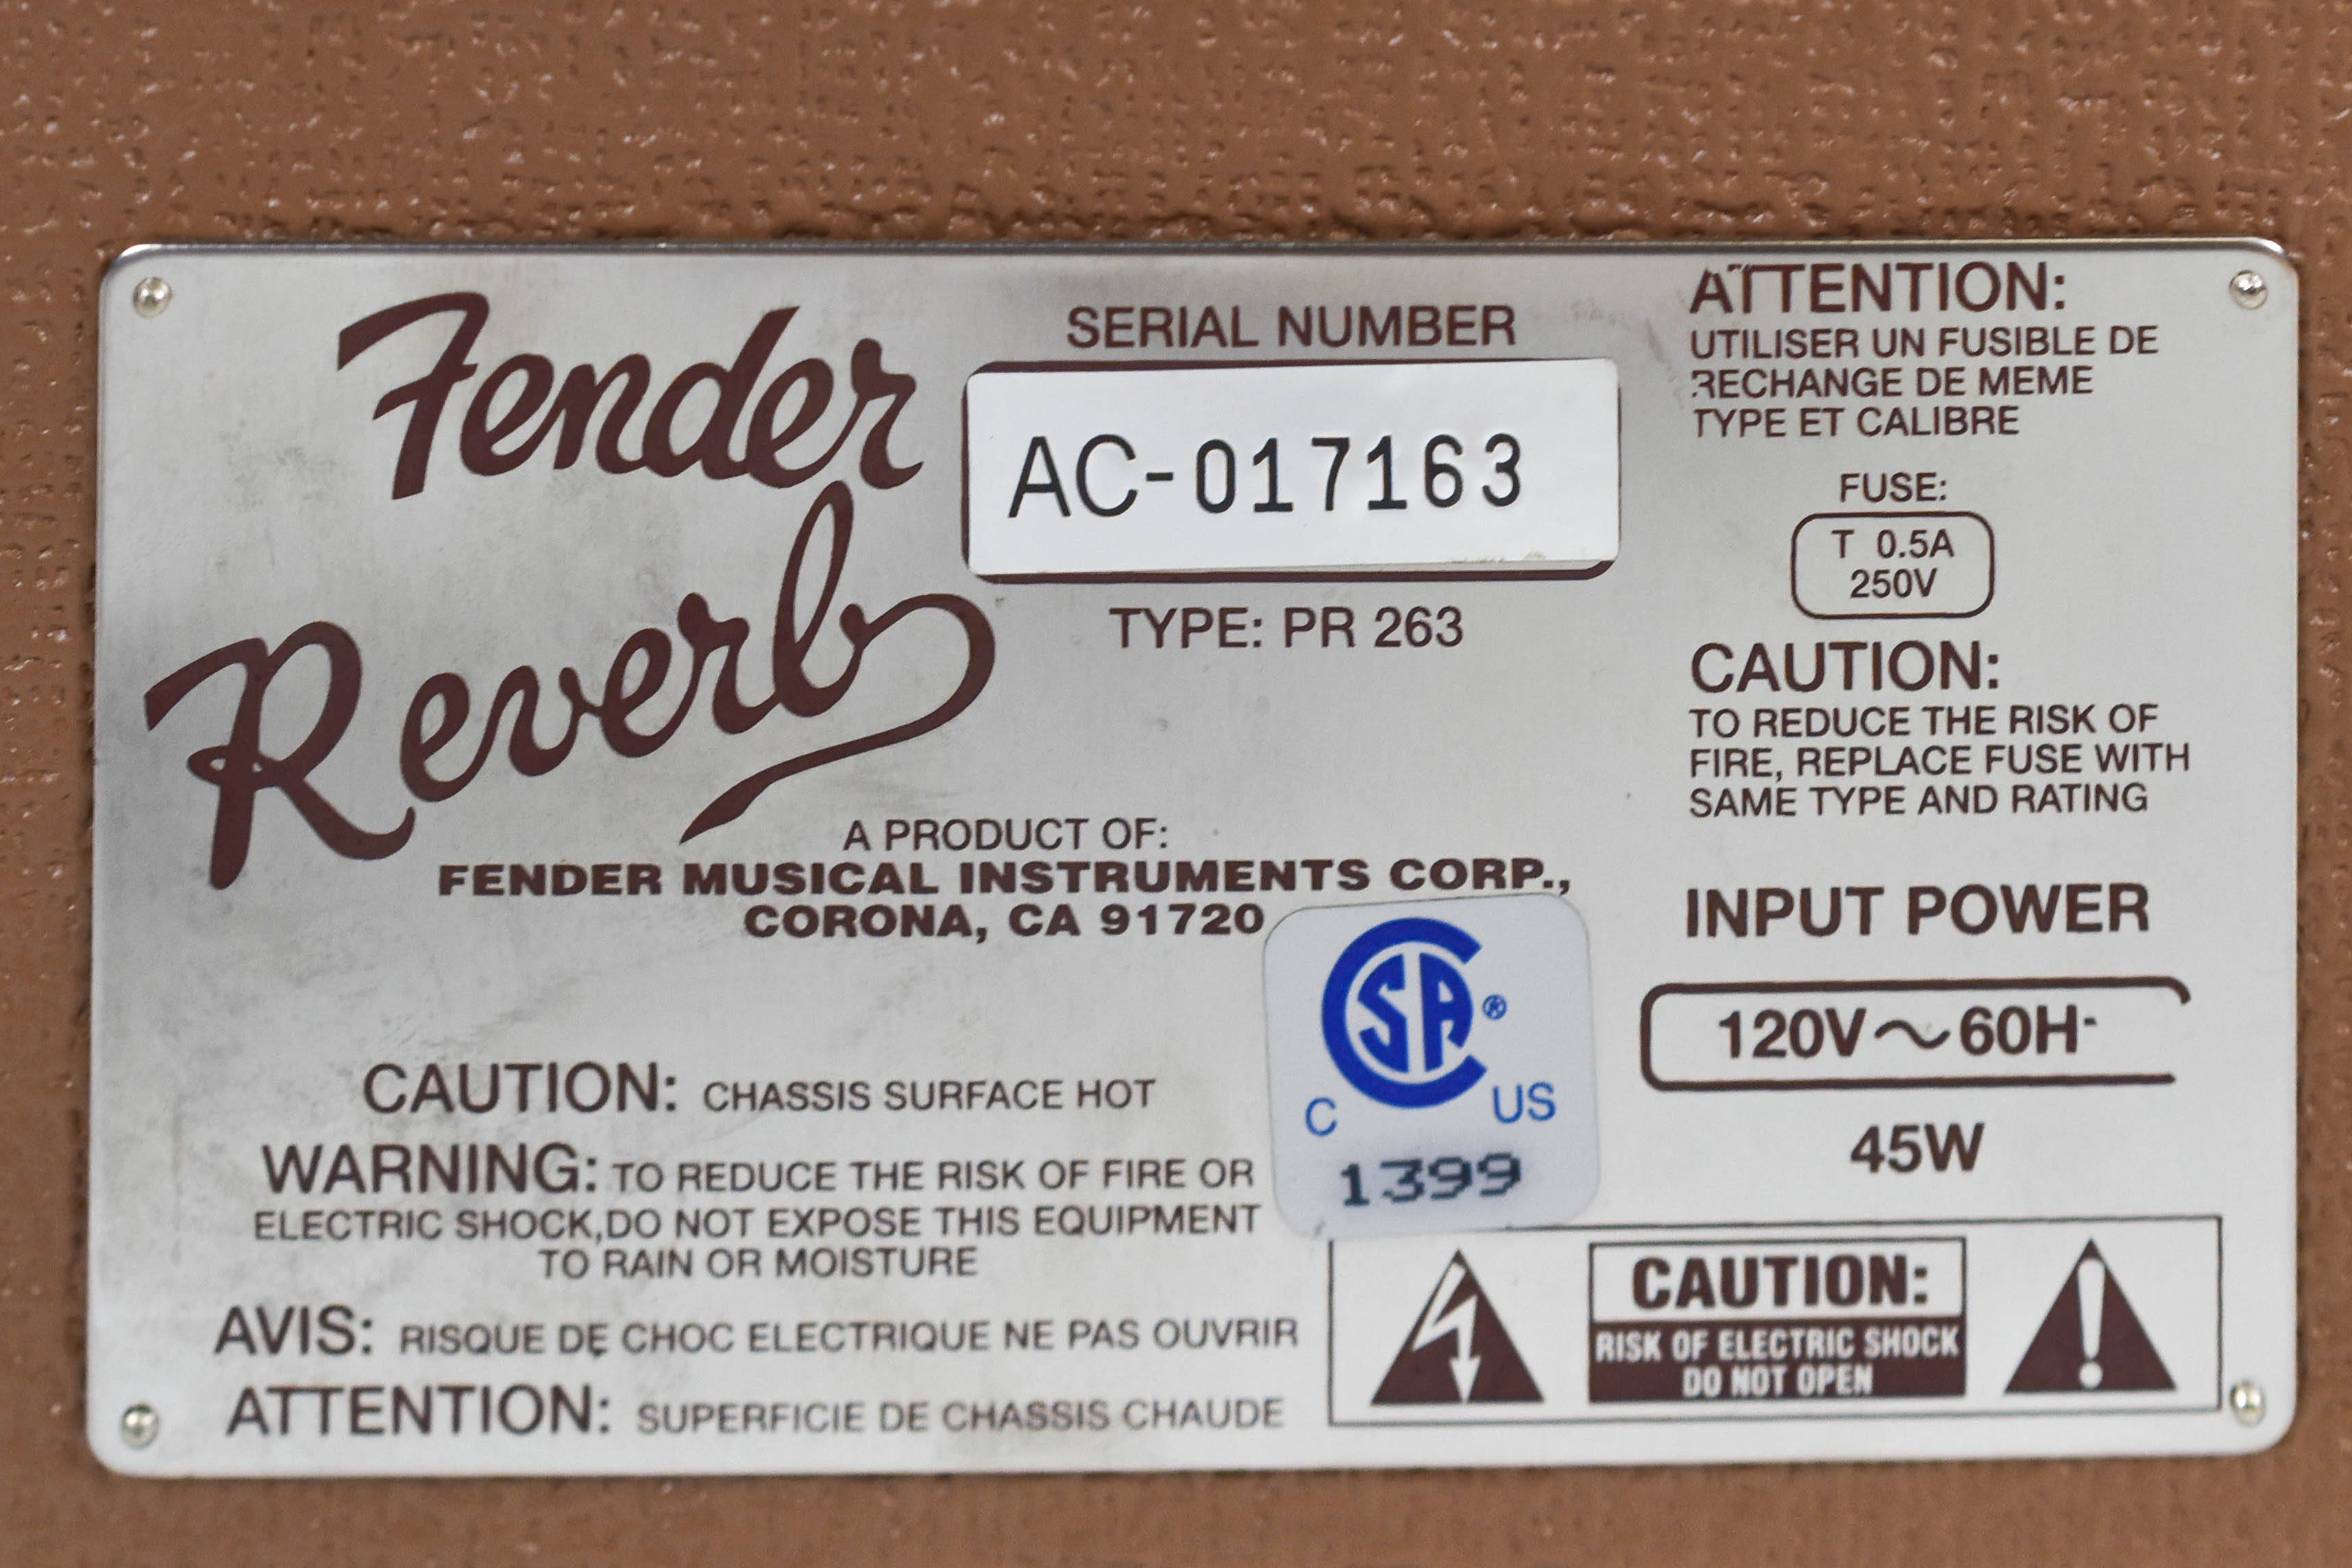 Fender
Reverb
SERIAL NUMBER
AC-017163
TYPE: PR 263
A PRODUCT OF:
FENDER MUSICAL INSTRUMENTS CORP.,
CORONA, CA 91720
CAUTION: CHASSIS SURFACE HOT
WARNING: TO REDUCE THE RISK OF FIRE OR
ELECTRIC SHOCK,DO NOT EXPOSE THIS EQUIPMENT
TO RAIN OR MOISTURE
AVIS: RISQUE DE CHOC ELECTRIQUE NE PAS OUVRIR
ATTENTION: SUPERFICIE DE CHASSIS CHAUDE
CSA®
C US
1399
ATTENTION:
UTILISER UN FUSIBLE DE
RECHANGE DE MEME
TYPE ET CALIBRE
FUSE:
T 0.5A
250V
CAUTION:
TO REDUCE THE RISK OF
FIRE, REPLACE FUSE WITH
SAME TYPE AND RATING
INPUT POWER
120V~60H
45W
CAUTION:
RISK OF ELECTRIC SHOCK
DO NOT OPEN